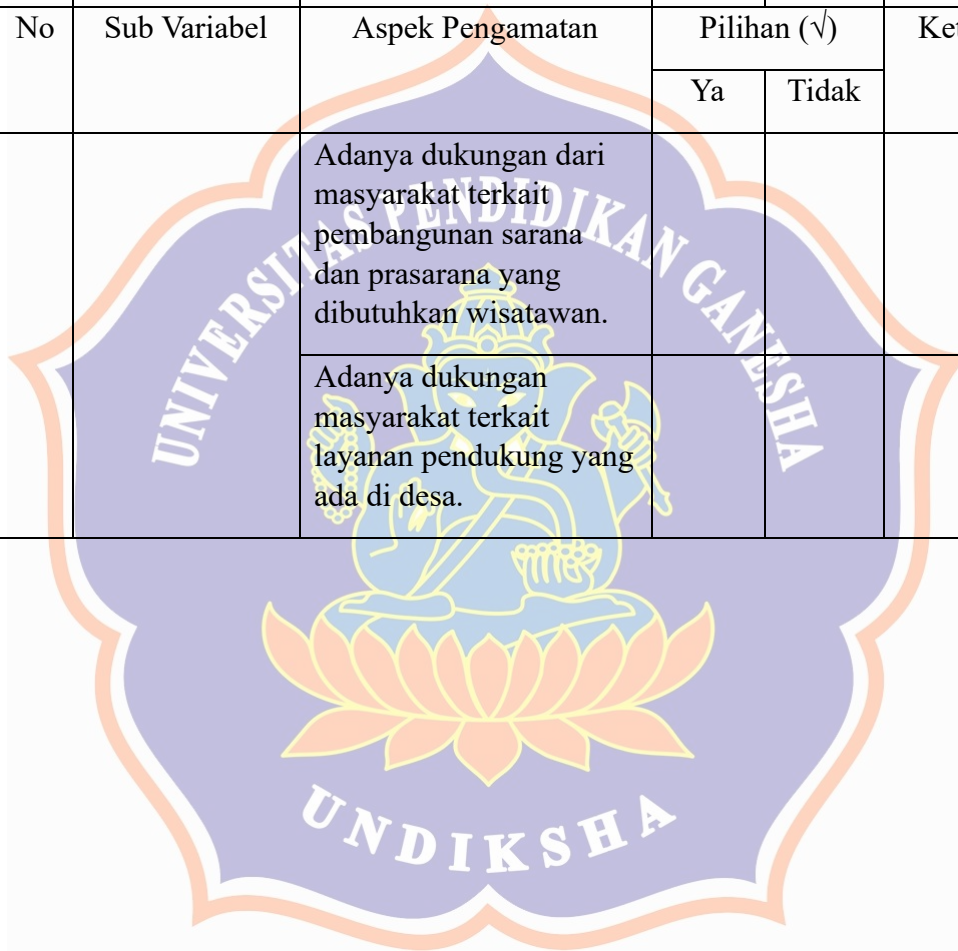 No Sub Variabel Aspek Pengamatan Pilihan (√) Ket
Ya Tidak
Adanya dukungan dari
masyarakat terkait
pembangunan sarana
dan prasarana yang
dibutuhkan wisatawan.
Adanya dukungan
masyarakat terkait
layanan pendukung yang
ada di desa.
UNIVERSITAS PENDIDIKAN GANESHA
UNDIKSHA